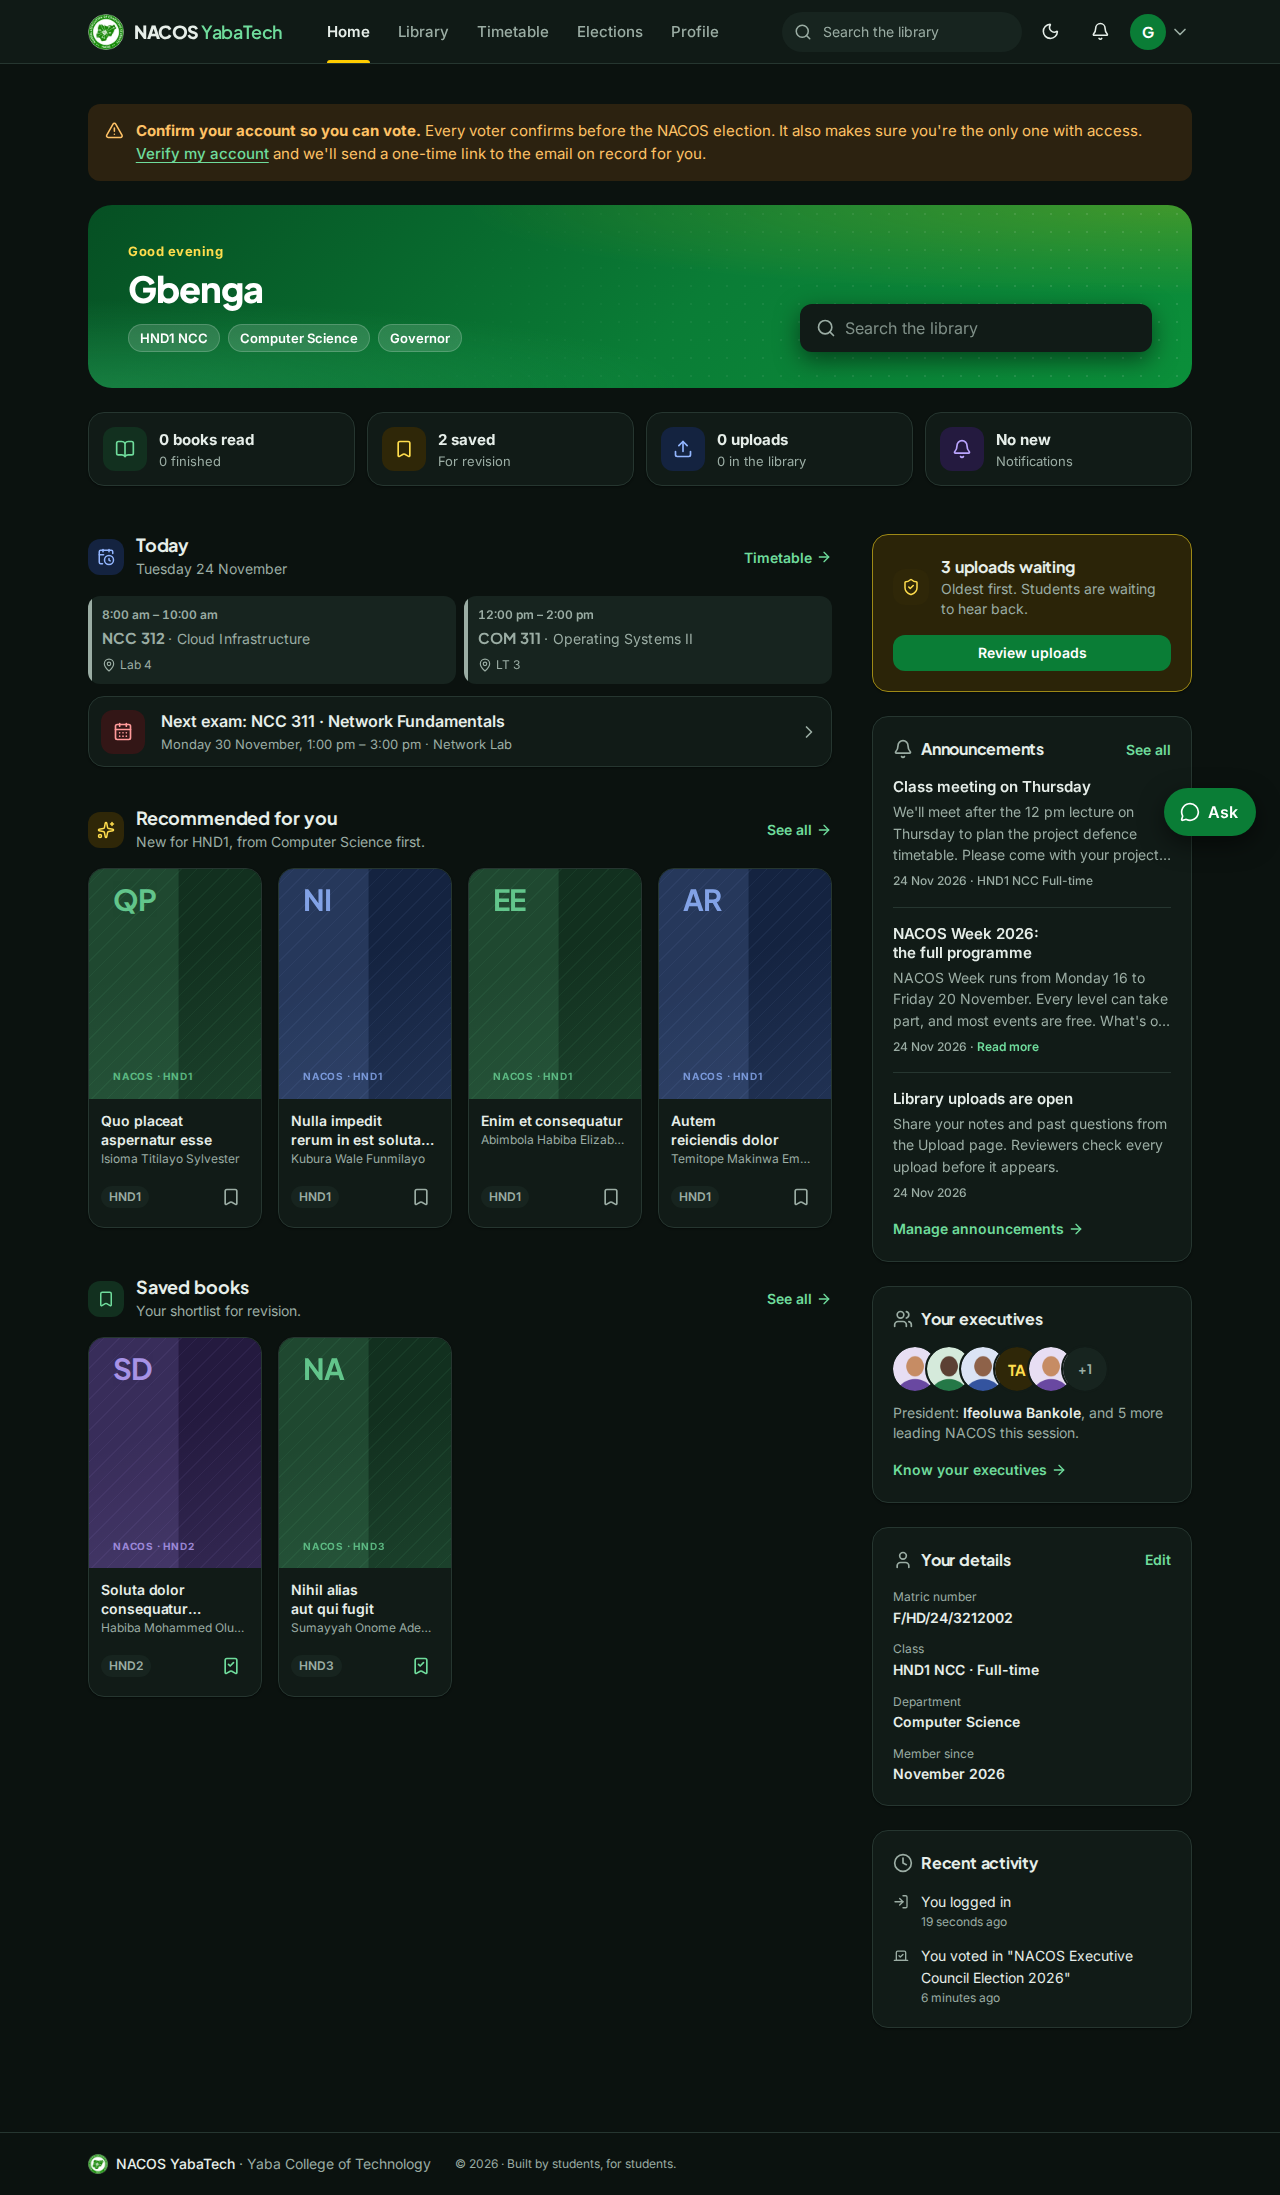 NACOS YabaTech
Home
Library
Timetable
Elections
Profile
Search the library
G
Confirm your account so you can vote. Every voter confirms before the NACOS election. It also makes sure you're the only one with access.
Verify my account and we'll send a one-time link to the email on record for you.
Good evening
Gbenga
HND1 NCC
Computer Science
Governor
Search the library
0 books read
0 finished
2 saved
For revision
0 uploads
0 in the library
No new
Notifications
Today
Tuesday 24 November
Timetable
8:00 am – 10:00 am
NCC 312 · Cloud Infrastructure
Lab 4
12:00 pm – 2:00 pm
COM 311 · Operating Systems II
LT 3
Next exam: NCC 311 · Network Fundamentals
Monday 30 November, 1:00 pm – 3:00 pm · Network Lab
Recommended for you
New for HND1, from Computer Science first.
See all
QP
NACOS · HND1
Quo placeat
aspernatur esse
Isioma Titilayo Sylvester
HND1
NI
NACOS · HND1
Nulla impedit
rerum in est soluta...
Kubura Wale Funmilayo
HND1
EE
NACOS · HND1
Enim et consequatur
Abimbola Habiba Elizab...
HND1
AR
NACOS · HND1
Autem
reiciendis dolor
Temitope Makinwa Em...
HND1
Saved books
Your shortlist for revision.
See all
SD
NACOS · HND2
Soluta dolor
consequatur...
Habiba Mohammed Olu...
HND2
NA
NACOS · HND3
Nihil alias
aut qui fugit
Sumayyah Onome Ade...
HND3
3 uploads waiting
Oldest first. Students are waiting
to hear back.
Review uploads
Announcements
See all
Class meeting on Thursday
We'll meet after the 12 pm lecture on
Thursday to plan the project defence
timetable. Please come with your project...
24 Nov 2026 · HND1 NCC Full-time
Ask
NACOS Week 2026:
the full programme
NACOS Week runs from Monday 16 to
Friday 20 November. Every level can take
part, and most events are free. What's o...
24 Nov 2026 · Read more
Library uploads are open
Share your notes and past questions from
the Upload page. Reviewers check every
upload before it appears.
24 Nov 2026
Manage announcements
Your executives
TA
+1
President: Ifeoluwa Bankole, and 5 more
leading NACOS this session.
Know your executives
Your details
Edit
Matric number
F/HD/24/3212002
Class
HND1 NCC · Full-time
Department
Computer Science
Member since
November 2026
Recent activity
You logged in
19 seconds ago
You voted in "NACOS Executive
Council Election 2026"
6 minutes ago
NACOS YabaTech · Yaba College of Technology
© 2026 · Built by students, for students.